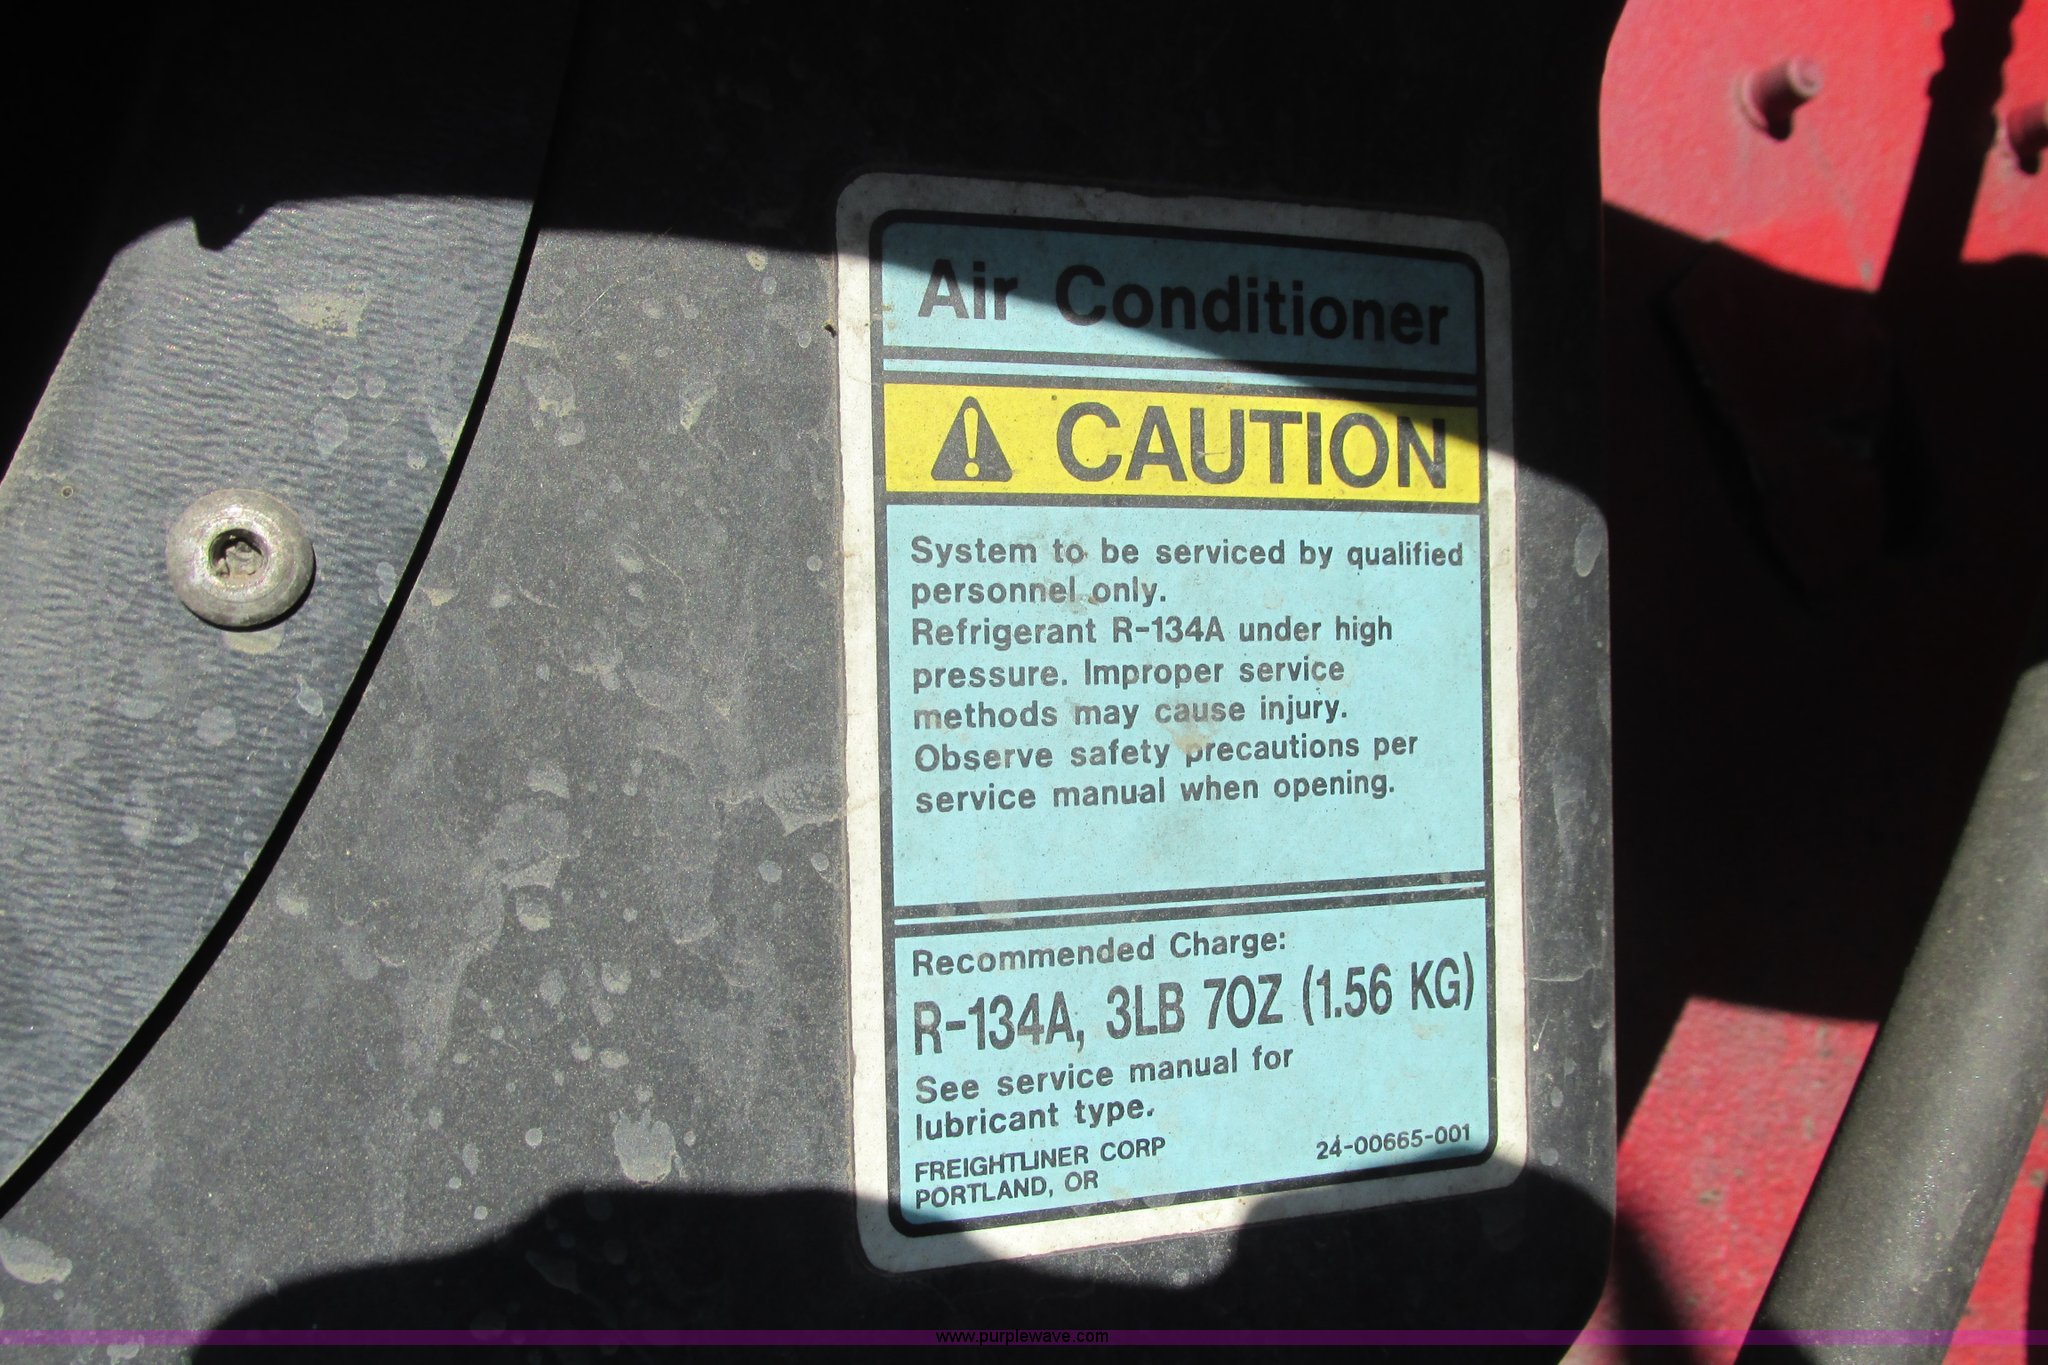 Air Conditioner
CAUTION
System to be serviced by qualified
personnel only.
Refrigerant R-134A under high
pressure. Improper service
methods may cause injury.
Observe safety precautions per
service manual when opening.
Recommended Charge:
R-134A, 3LB 7OZ (1.56 KG)
See service manual for
lubricant type.
FREIGHTLINER CORP
PORTLAND, OR
24-00665-001
www.purplewave.com